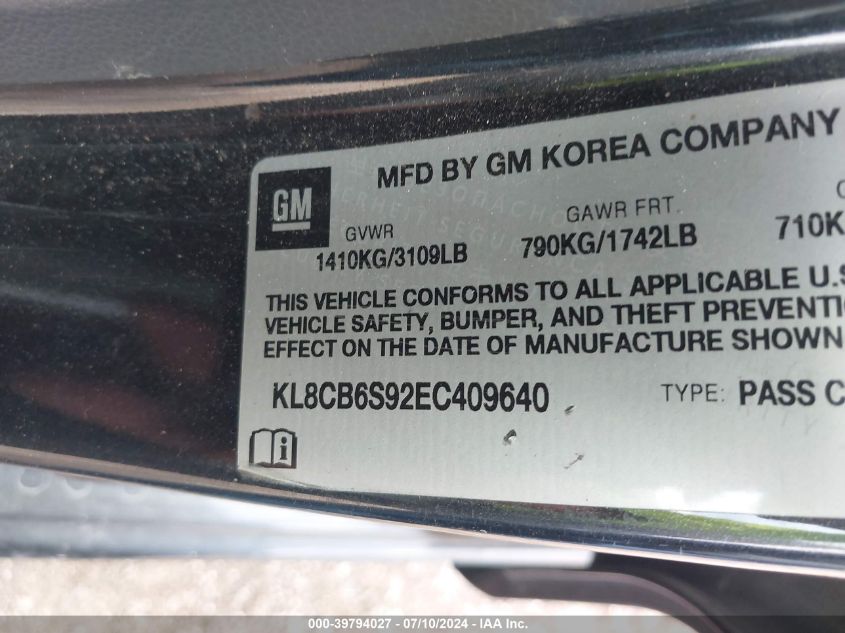 MFD BY GM KOREA COMPANY
GM
GVWR GAWR FRT.
1410KG/3109LB 790KG/1742LB 710K
THIS VEHICLE CONFORMS TO ALL APPLICABLE U.S
VEHICLE SAFETY, BUMPER, AND THEFT PREVENTI
EFFECT ON THE DATE OF MANUFACTURE SHOWN
KL8CB6S92EC409640 TYPE: PASS C
i
000-39794027 - 07/10/2024 - IAA Inc.